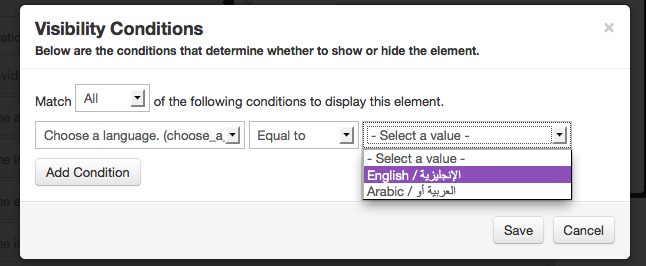 Visibility Conditions
×
Below are the conditions that determine whether to show or hide the element.
Match All of the following conditions to display this element.
Choose a language. (choose_a_ Equal to - Select a value -
- Select a value -
English / الإنجليزية
Arabic / العربية أو
Add Condition
Save Cancel